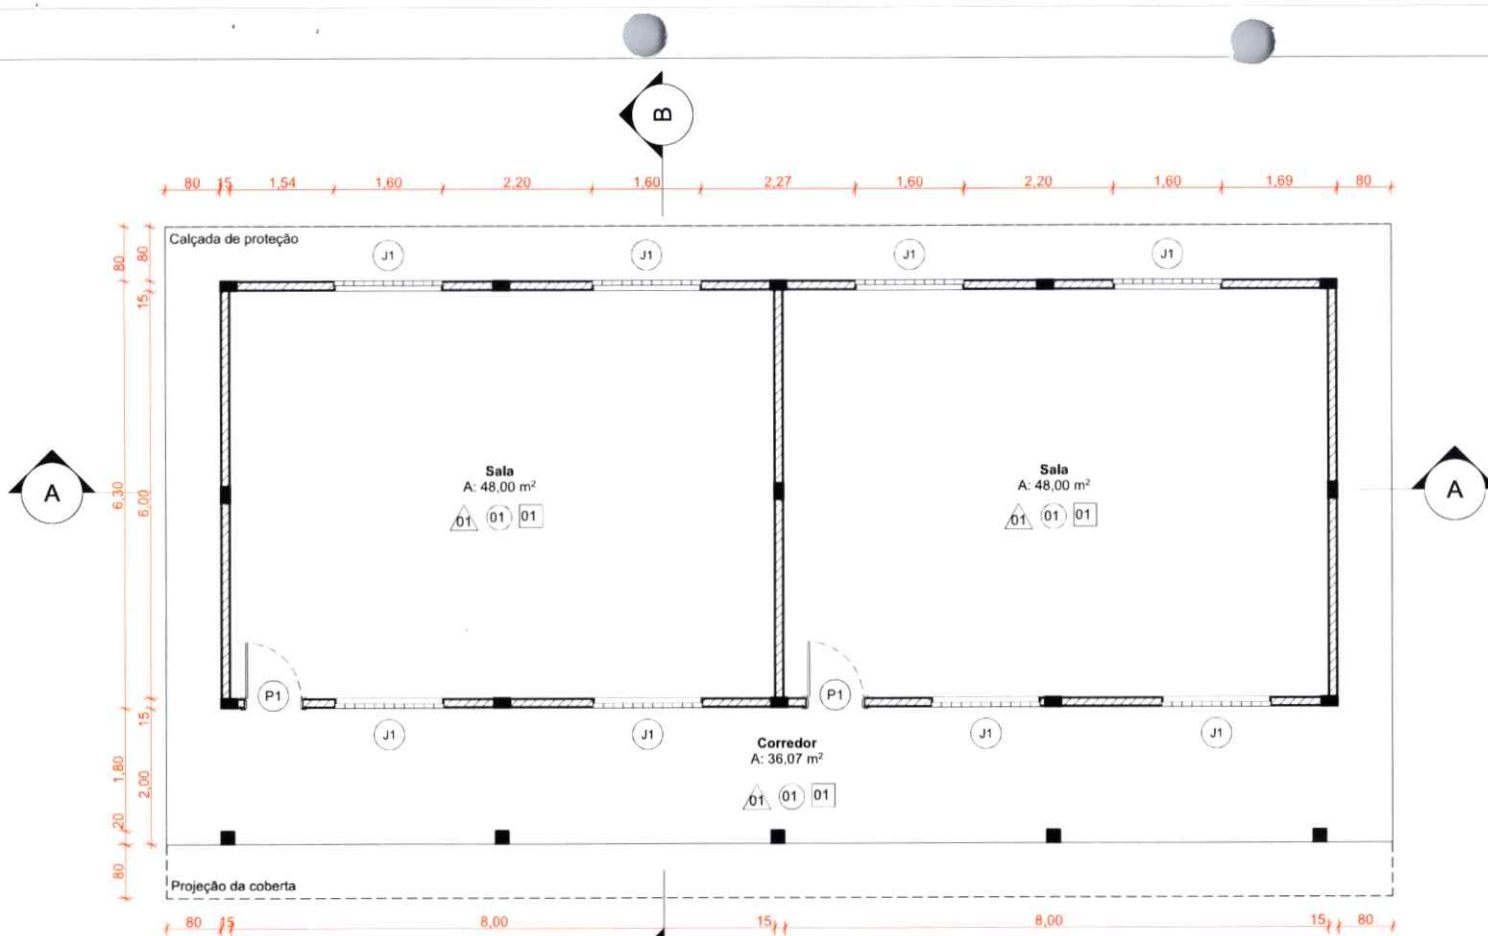 B
80 15 1,54 1,60 2,20 1,60 2,27 1,60 2,20 1,60 1,69 80
Calçada de proteção
J1 J1 J1 J1
80 80
15
6,30 6,00
A A
Sala
A: 48,00 m²
01 01 01
Sala
A: 48,00 m²
01 01 01
P1 P1
15
J1 J1 J1 J1
Corredor
A: 36,07 m²
01 01 01
1,80 2,00
20
80
Projeção da coberta
80 15 8,00 15 8,00 15 80